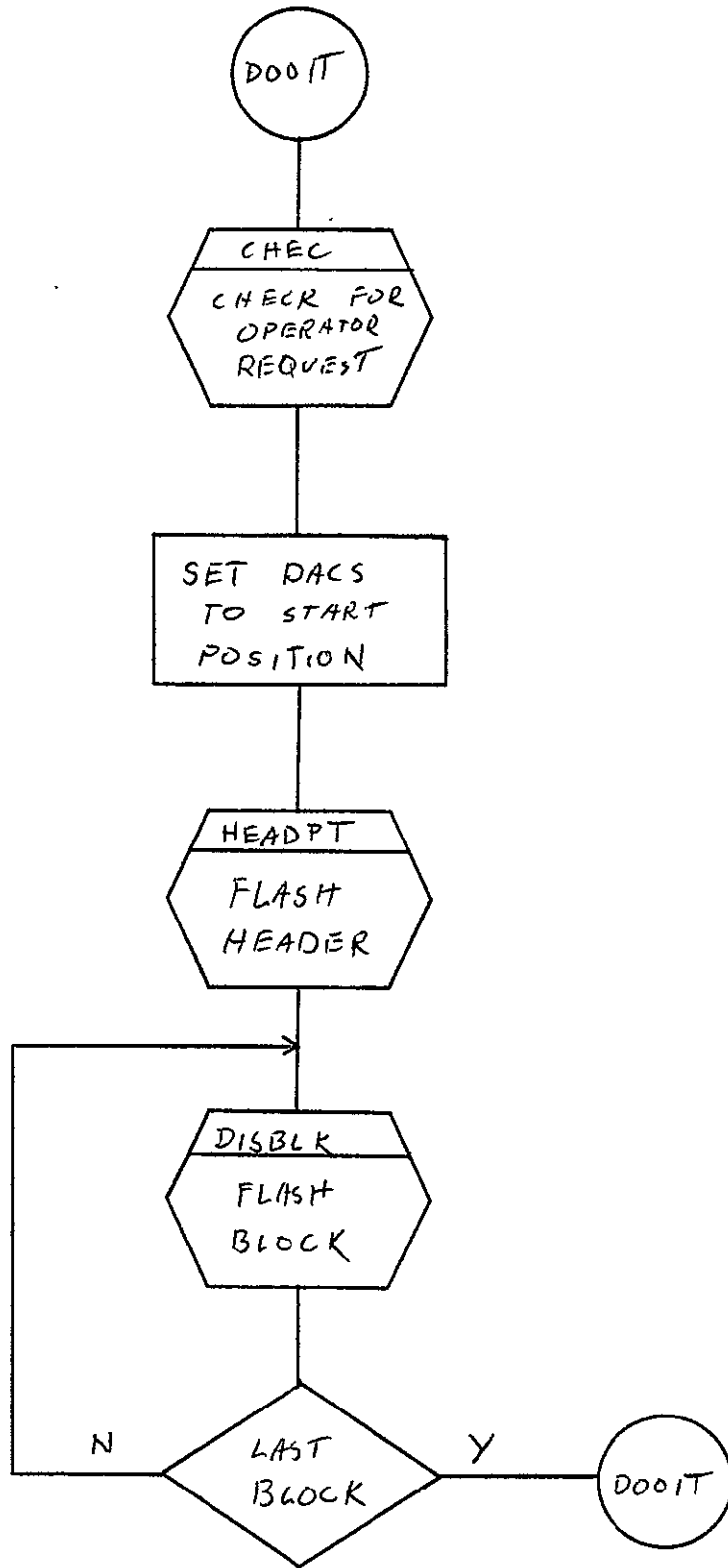 DOOIT
CHEC
CHECK FOR
OPERATOR
REQUEST
SET DACS
TO START
POSITION
HEADPT
FLASH
HEADER
DISBLK
FLASH
BLOCK
N
LAST
BLOCK
Y
DOOIT